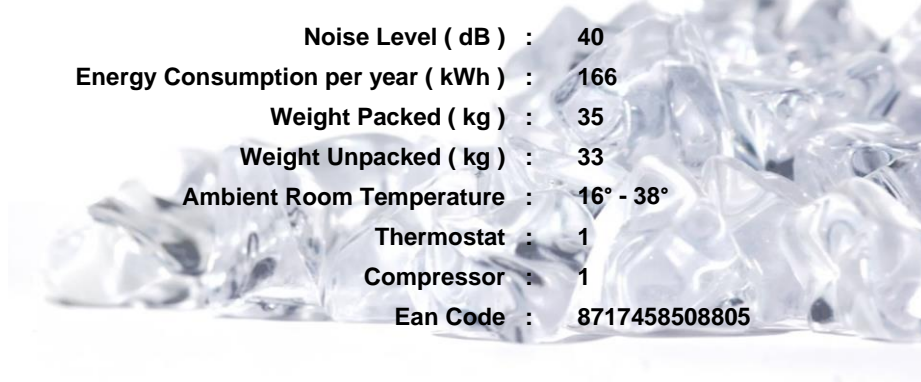 Noise Level ( dB ) : 40
Energy Consumption per year ( kWh ) : 166
Weight Packed ( kg ) : 35
Weight Unpacked ( kg ) : 33
Ambient Room Temperature : 16° - 38°
Thermostat : 1
Compressor : 1
Ean Code : 8717458508805